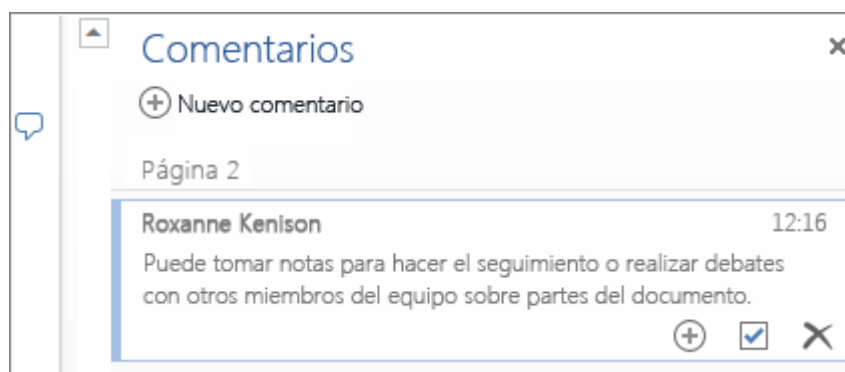 Comentarios
Nuevo comentario
Página 2
Roxanne Kenison 12:16
Puede tomar notas para hacer el seguimiento o realizar debates
con otros miembros del equipo sobre partes del documento.